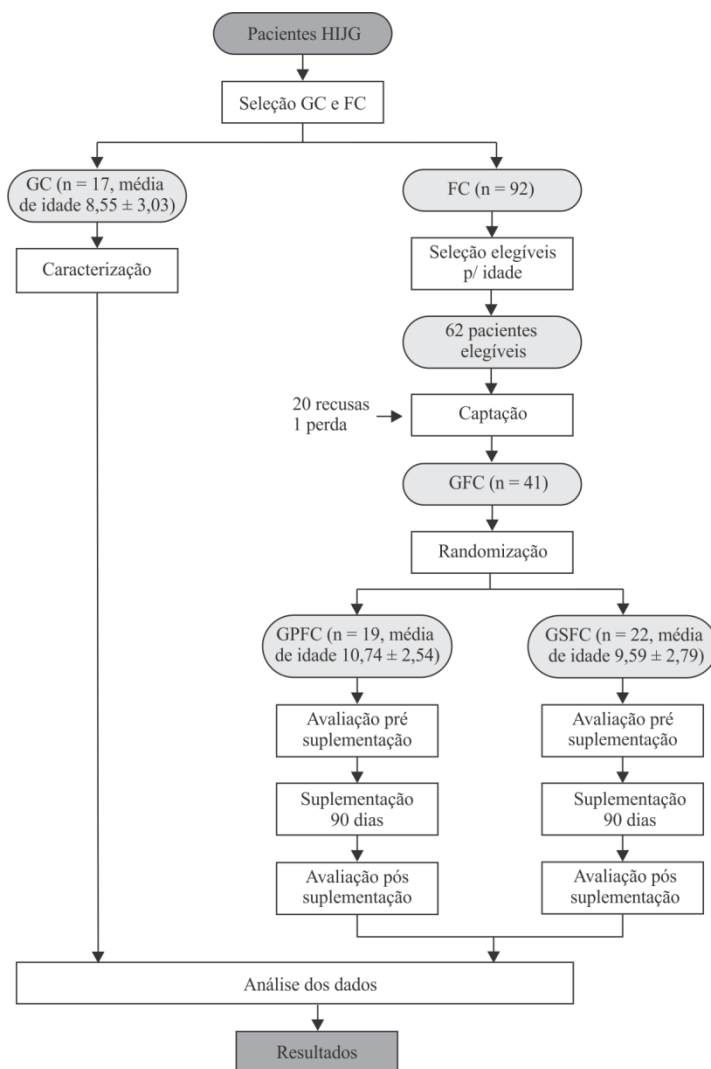 Pacientes HIJG
Seleção GC e FC
GC (n = 17, média
de idade 8,55 ± 3,03)
Caracterização
FC (n = 92)
Seleção elegíveis
p/ idade
62 pacientes
elegíveis
20 recusas
1 perda
Captação
GFC (n = 41)
Randomização
GPFC (n = 19, média
de idade 10,74 ± 2,54)
Avaliação pré
suplementação
Suplementação
90 dias
Avaliação pós
suplementação
GSFC (n = 22, média
de idade 9,59 ± 2,79)
Avaliação pré
suplementação
Suplementação
90 dias
Avaliação pós
suplementação
Análise dos dados
Resultados